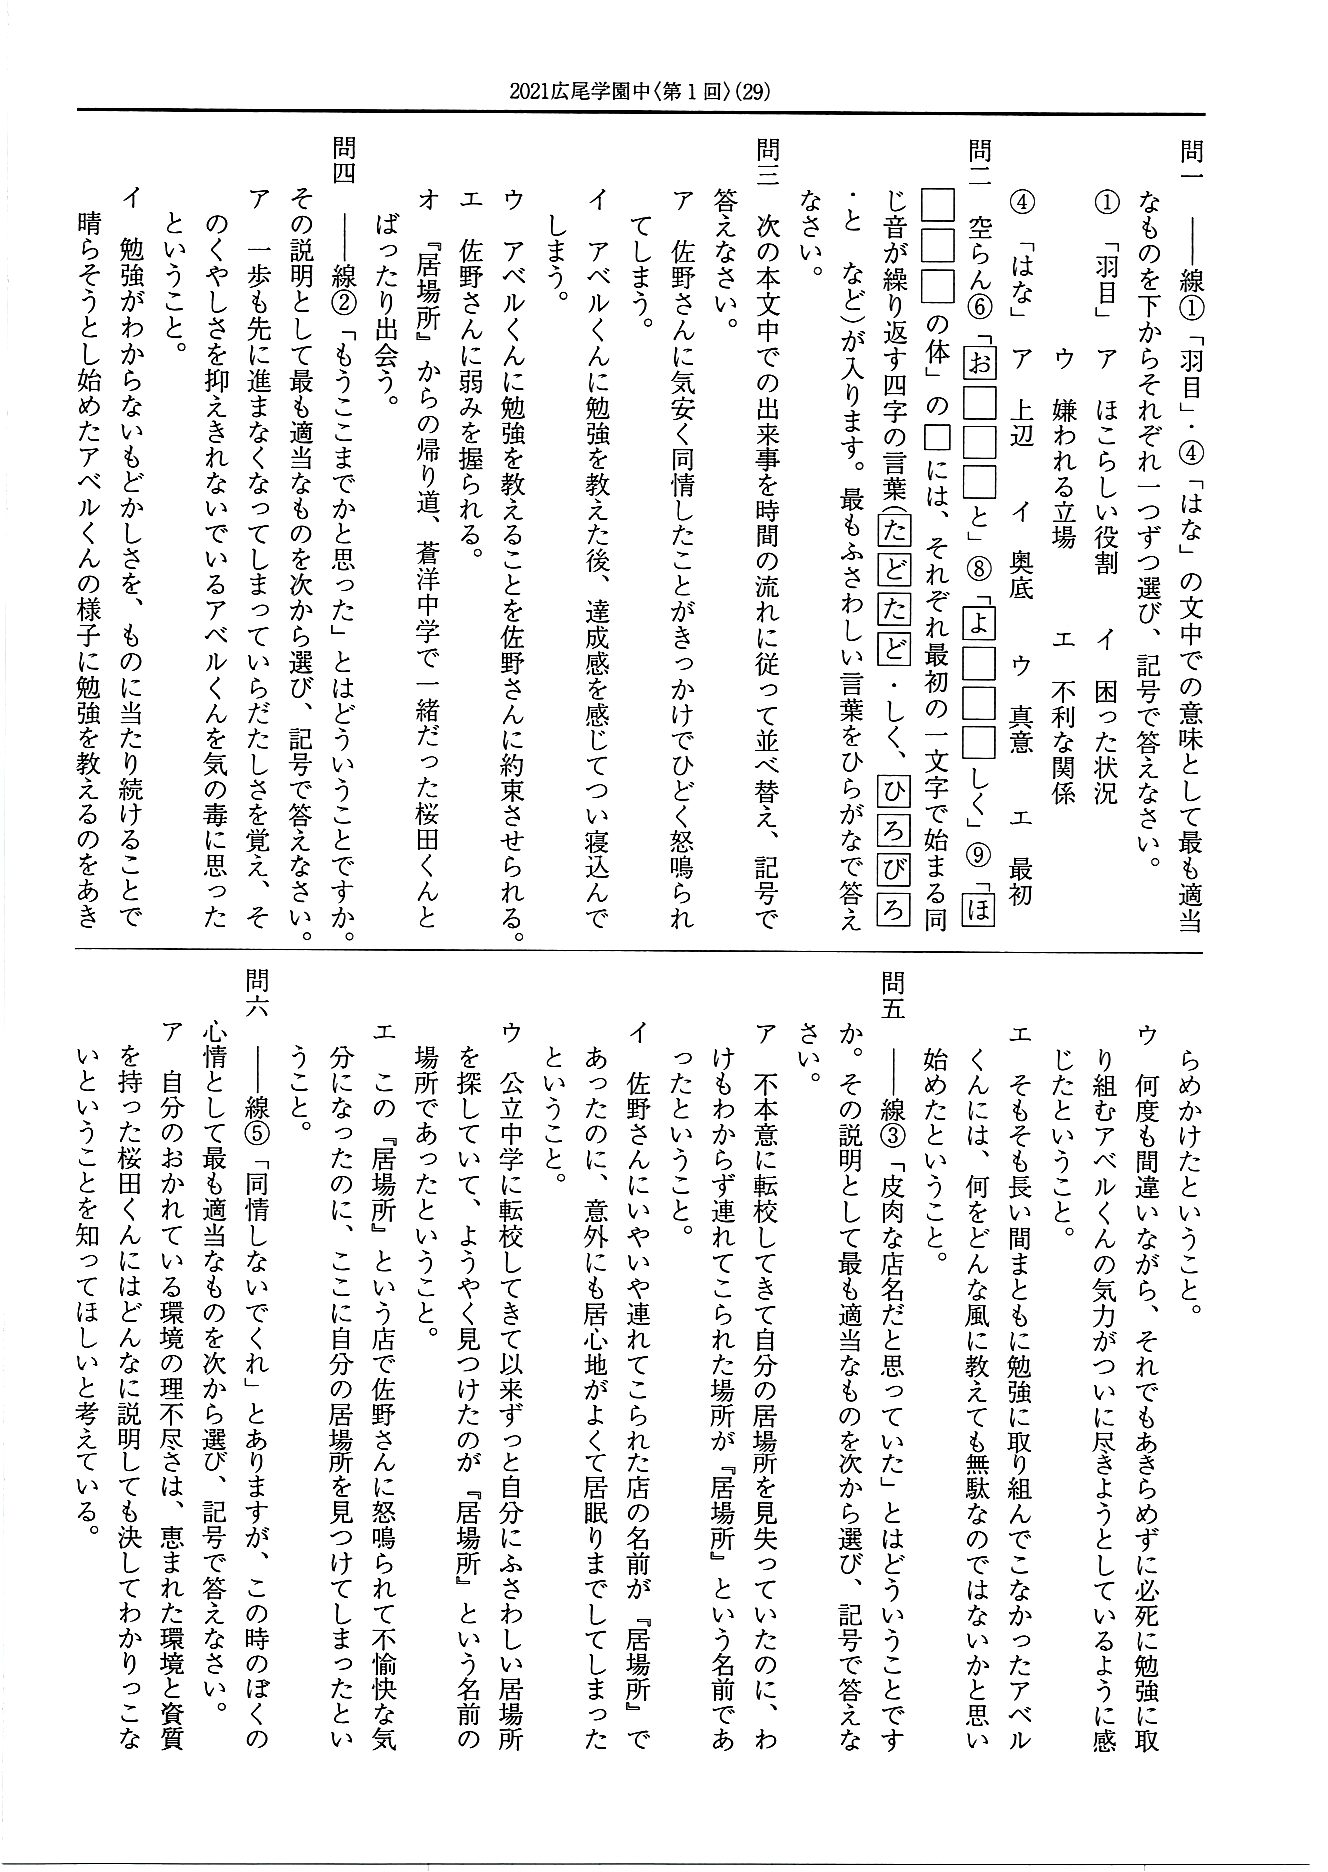 2021広尾学園中〈第1回〉(29)
問一 ――線①「羽目」・④「はな」の文中での意味として最も適当
なものを下からそれぞれ一つずつ選び、記号で答えなさい。
① 「羽目」 ア ほこらしい役割 イ 困った状況
ウ 嫌われる立場 エ 不利な関係
④ 「はな」 ア 上辺 イ 奥底 ウ 真意 エ 最初
問二 空らん⑥「お□□□と」⑧「よ□□□しく」⑨「ほ
□□□の体」の□には、それぞれ最初の一文字で始まる同
じ音が繰り返す四字の言葉(たどたど・しく、ひろびろ
・と など)が入ります。最もふさわしい言葉をひらがなで答え
なさい。
問三 次の本文中での出来事を時間の流れに従って並べ替え、記号で
答えなさい。
ア 佐野さんに気安く同情したことがきっかけでひどく怒鳴られ
てしまう。
イ アベルくんに勉強を教えた後、達成感を感じてつい寝込んで
しまう。
ウ アベルくんに勉強を教えることを佐野さんに約束させられる。
エ 佐野さんに弱みを握られる。
オ 『居場所』からの帰り道、蒼洋中学で一緒だった桜田くんと
ばったり出会う。
問四 ――線②「もうここまでかと思った」とはどういうことですか。
その説明として最も適当なものを次から選び、記号で答えなさい。
ア 一歩も先に進まなくなってしまっていらだたしさを覚え、そ
のくやしさを抑えきれないでいるアベルくんを気の毒に思った
ということ。
イ 勉強がわからないもどかしさを、ものに当たり続けることで
晴らそうとし始めたアベルくんの様子に勉強を教えるのをあき
らめかけたということ。
ウ 何度も間違いながら、それでもあきらめずに必死に勉強に取
り組むアベルくんの気力がついに尽きようとしているように感
じたということ。
エ そもそも長い間まともに勉強に取り組んでこなかったアベル
くんには、何をどんな風に教えても無駄なのではないかと思い
始めたということ。
問五 ――線③「皮肉な店名だと思っていた」とはどういうことです
か。その説明として最も適当なものを次から選び、記号で答えな
さい。
ア 不本意に転校してきて自分の居場所を見失っていたのに、わ
けもわからず連れてこられた場所が『居場所』という名前であ
ったということ。
イ 佐野さんにいやいや連れてこられた店の名前が『居場所』で
あったのに、意外にも居心地がよくて居眠りまでしてしまった
ということ。
ウ 公立中学に転校してきて以来ずっと自分にふさわしい居場所
を探していて、ようやく見つけたのが『居場所』という名前の
場所であったということ。
エ この『居場所』という店で佐野さんに怒鳴られて不愉快な気
分になったのに、ここに自分の居場所を見つけてしまったとい
うこと。
問六 ――線⑤「同情しないでくれ」とありますが、この時のぼくの
心情として最も適当なものを次から選び、記号で答えなさい。
ア 自分のおかれている環境の理不尽さは、恵まれた環境と資質
を持った桜田くんにはどんなに説明しても決してわかりっこな
いということを知ってほしいと考えている。